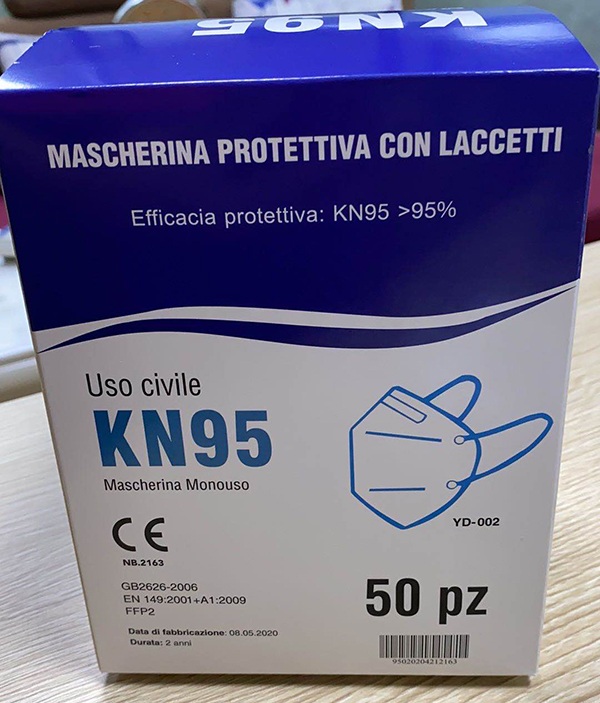 KN95
MASCHERINA PROTETTIVA CON LACCETTI
Efficacia protettiva: KN95 >95%
Uso civile
KN95
Mascherina Monouso
CE
NB.2163
YD-002
GB2626-2006
EN 149:2001+A1:2009
FFP2
50 pz
Data di fabbricazione: 08.05.2020
Durata: 2 anni
95020204212163